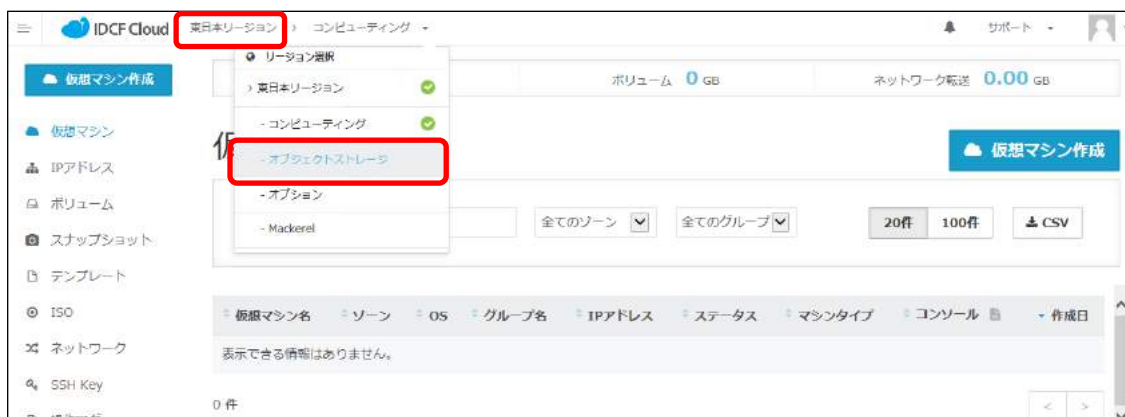 IDCF Cloud 東日本リージョン › コンピューティング サポート
仮想マシン作成
リージョン選択
› 東日本リージョン
- コンピューティング
- オブジェクトストレージ
- オプション
- Mackerel
ボリューム 0 GB
ネットワーク転送 0.00 GB
仮想マシン
IPアドレス
ボリューム
スナップショット
テンプレート
ISO
ネットワーク
SSH Key
仮
仮想マシン作成
全てのゾーン 全てのグループ 20件 100件 CSV
仮想マシン名 ゾーン OS グループ名 IPアドレス ステータス マシンタイプ コンソール 作成日
表示できる情報はありません。
0 件 < >